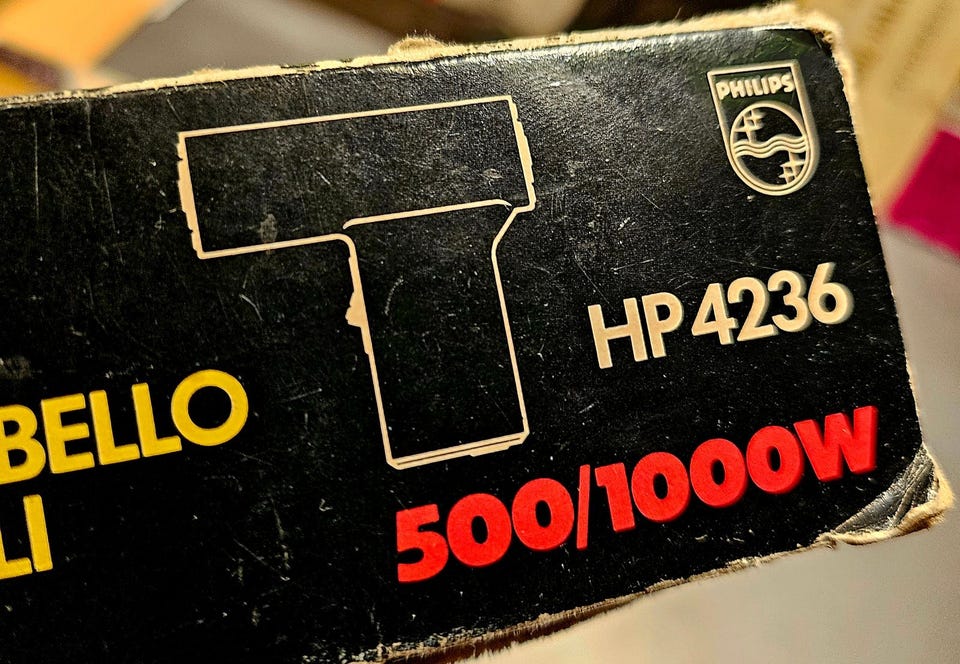 PHILIPS
HP 4236
BELLO
LI
500/1000W